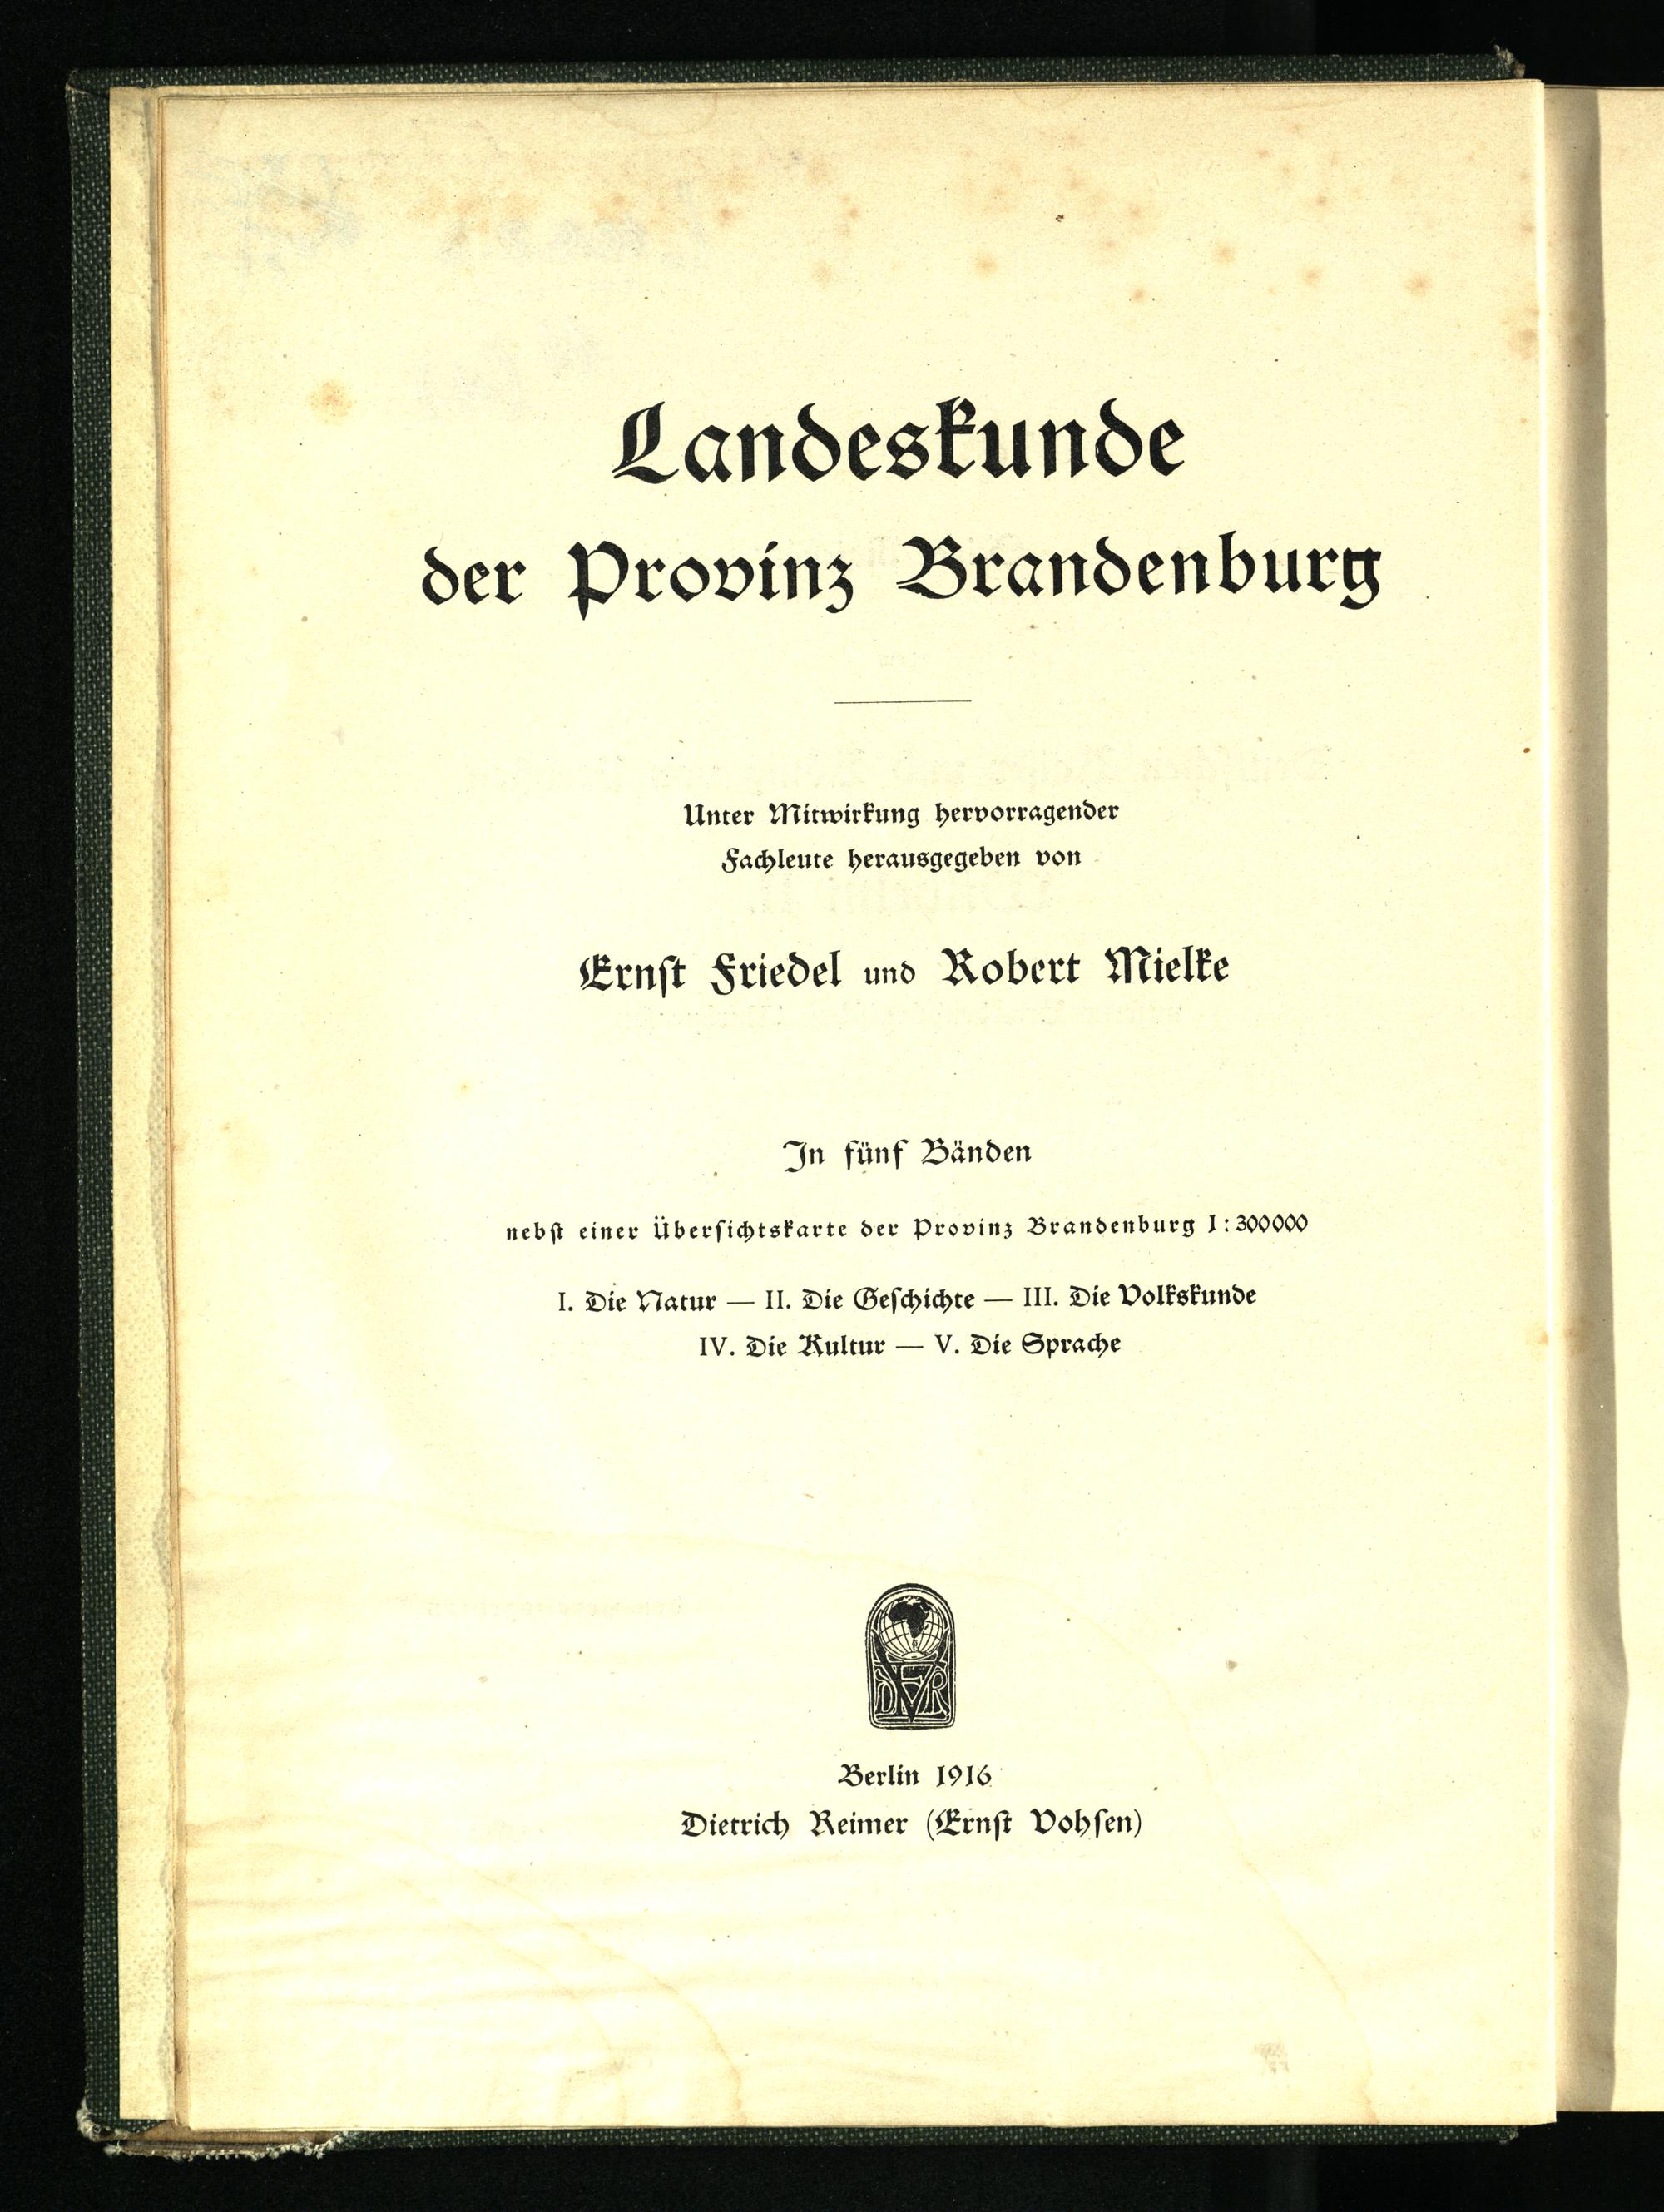 Landeskunde
der Provinz Brandenburg
Unter Mitwirkung hervorragender
Fachleute herausgegeben von
Ernſt Friedel und Robert Mielke
In fünf Bänden
nebſt einer Überſichtskarte der Provinz Brandenburg 1:300000
I. Die Natur — II. Die Geſchichte — III. Die Volkskunde
IV. Die Kultur — V. Die Sprache
DEVR
Berlin 1916
Dietrich Reimer (Ernſt Vohſen)